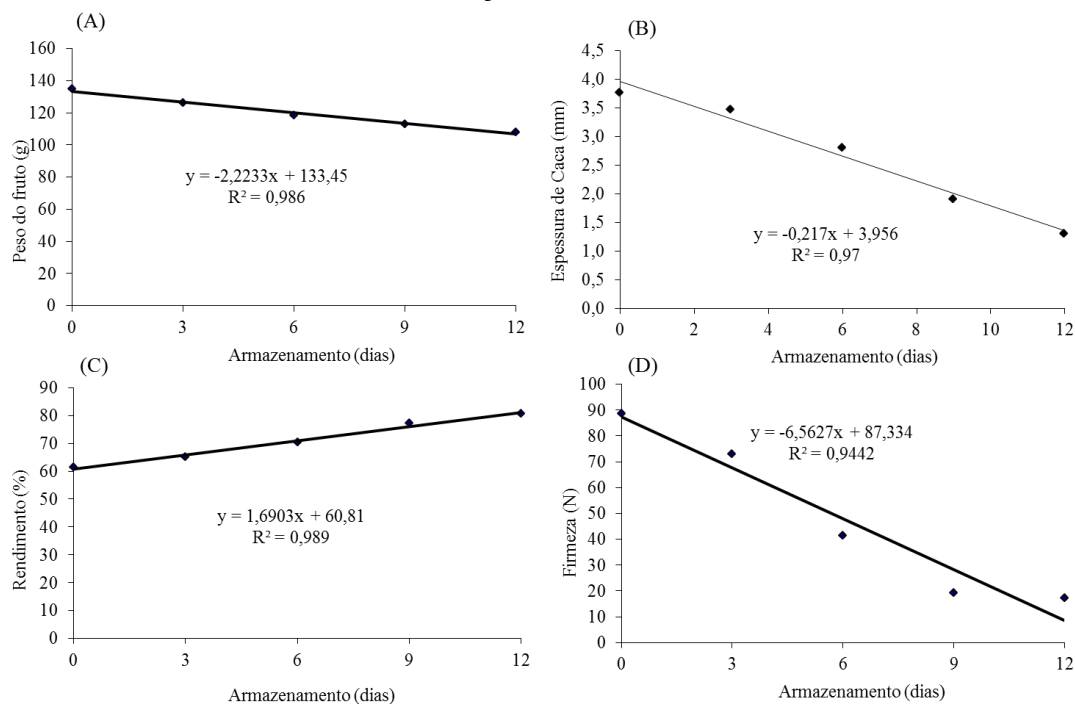 (A)
160
140
120
100
80
60
40
20
0
Peso do fruto (g)
y = -2,2233x + 133,45
R² = 0,986
0 3 6 9 12
Armazenamento (dias)
(B)
4,5
4,0
3,5
3,0
2,5
2,0
1,5
1,0
0,5
0,0
Espessura de Caca (mm)
y = -0,217x + 3,956
R² = 0,97
0 2 4 6 8 10 12
Armazenamento (dias)
(C)
90
80
70
60
50
40
30
20
10
0
Rendimento (%)
y = 1,6903x + 60,81
R² = 0,989
0 3 6 9 12
Armazenamento (dias)
(D)
100
90
80
70
60
50
40
30
20
10
0
Firmeza (N)
y = -6,5627x + 87,334
R² = 0,9442
0 3 6 9 12
Armazenamento (dias)